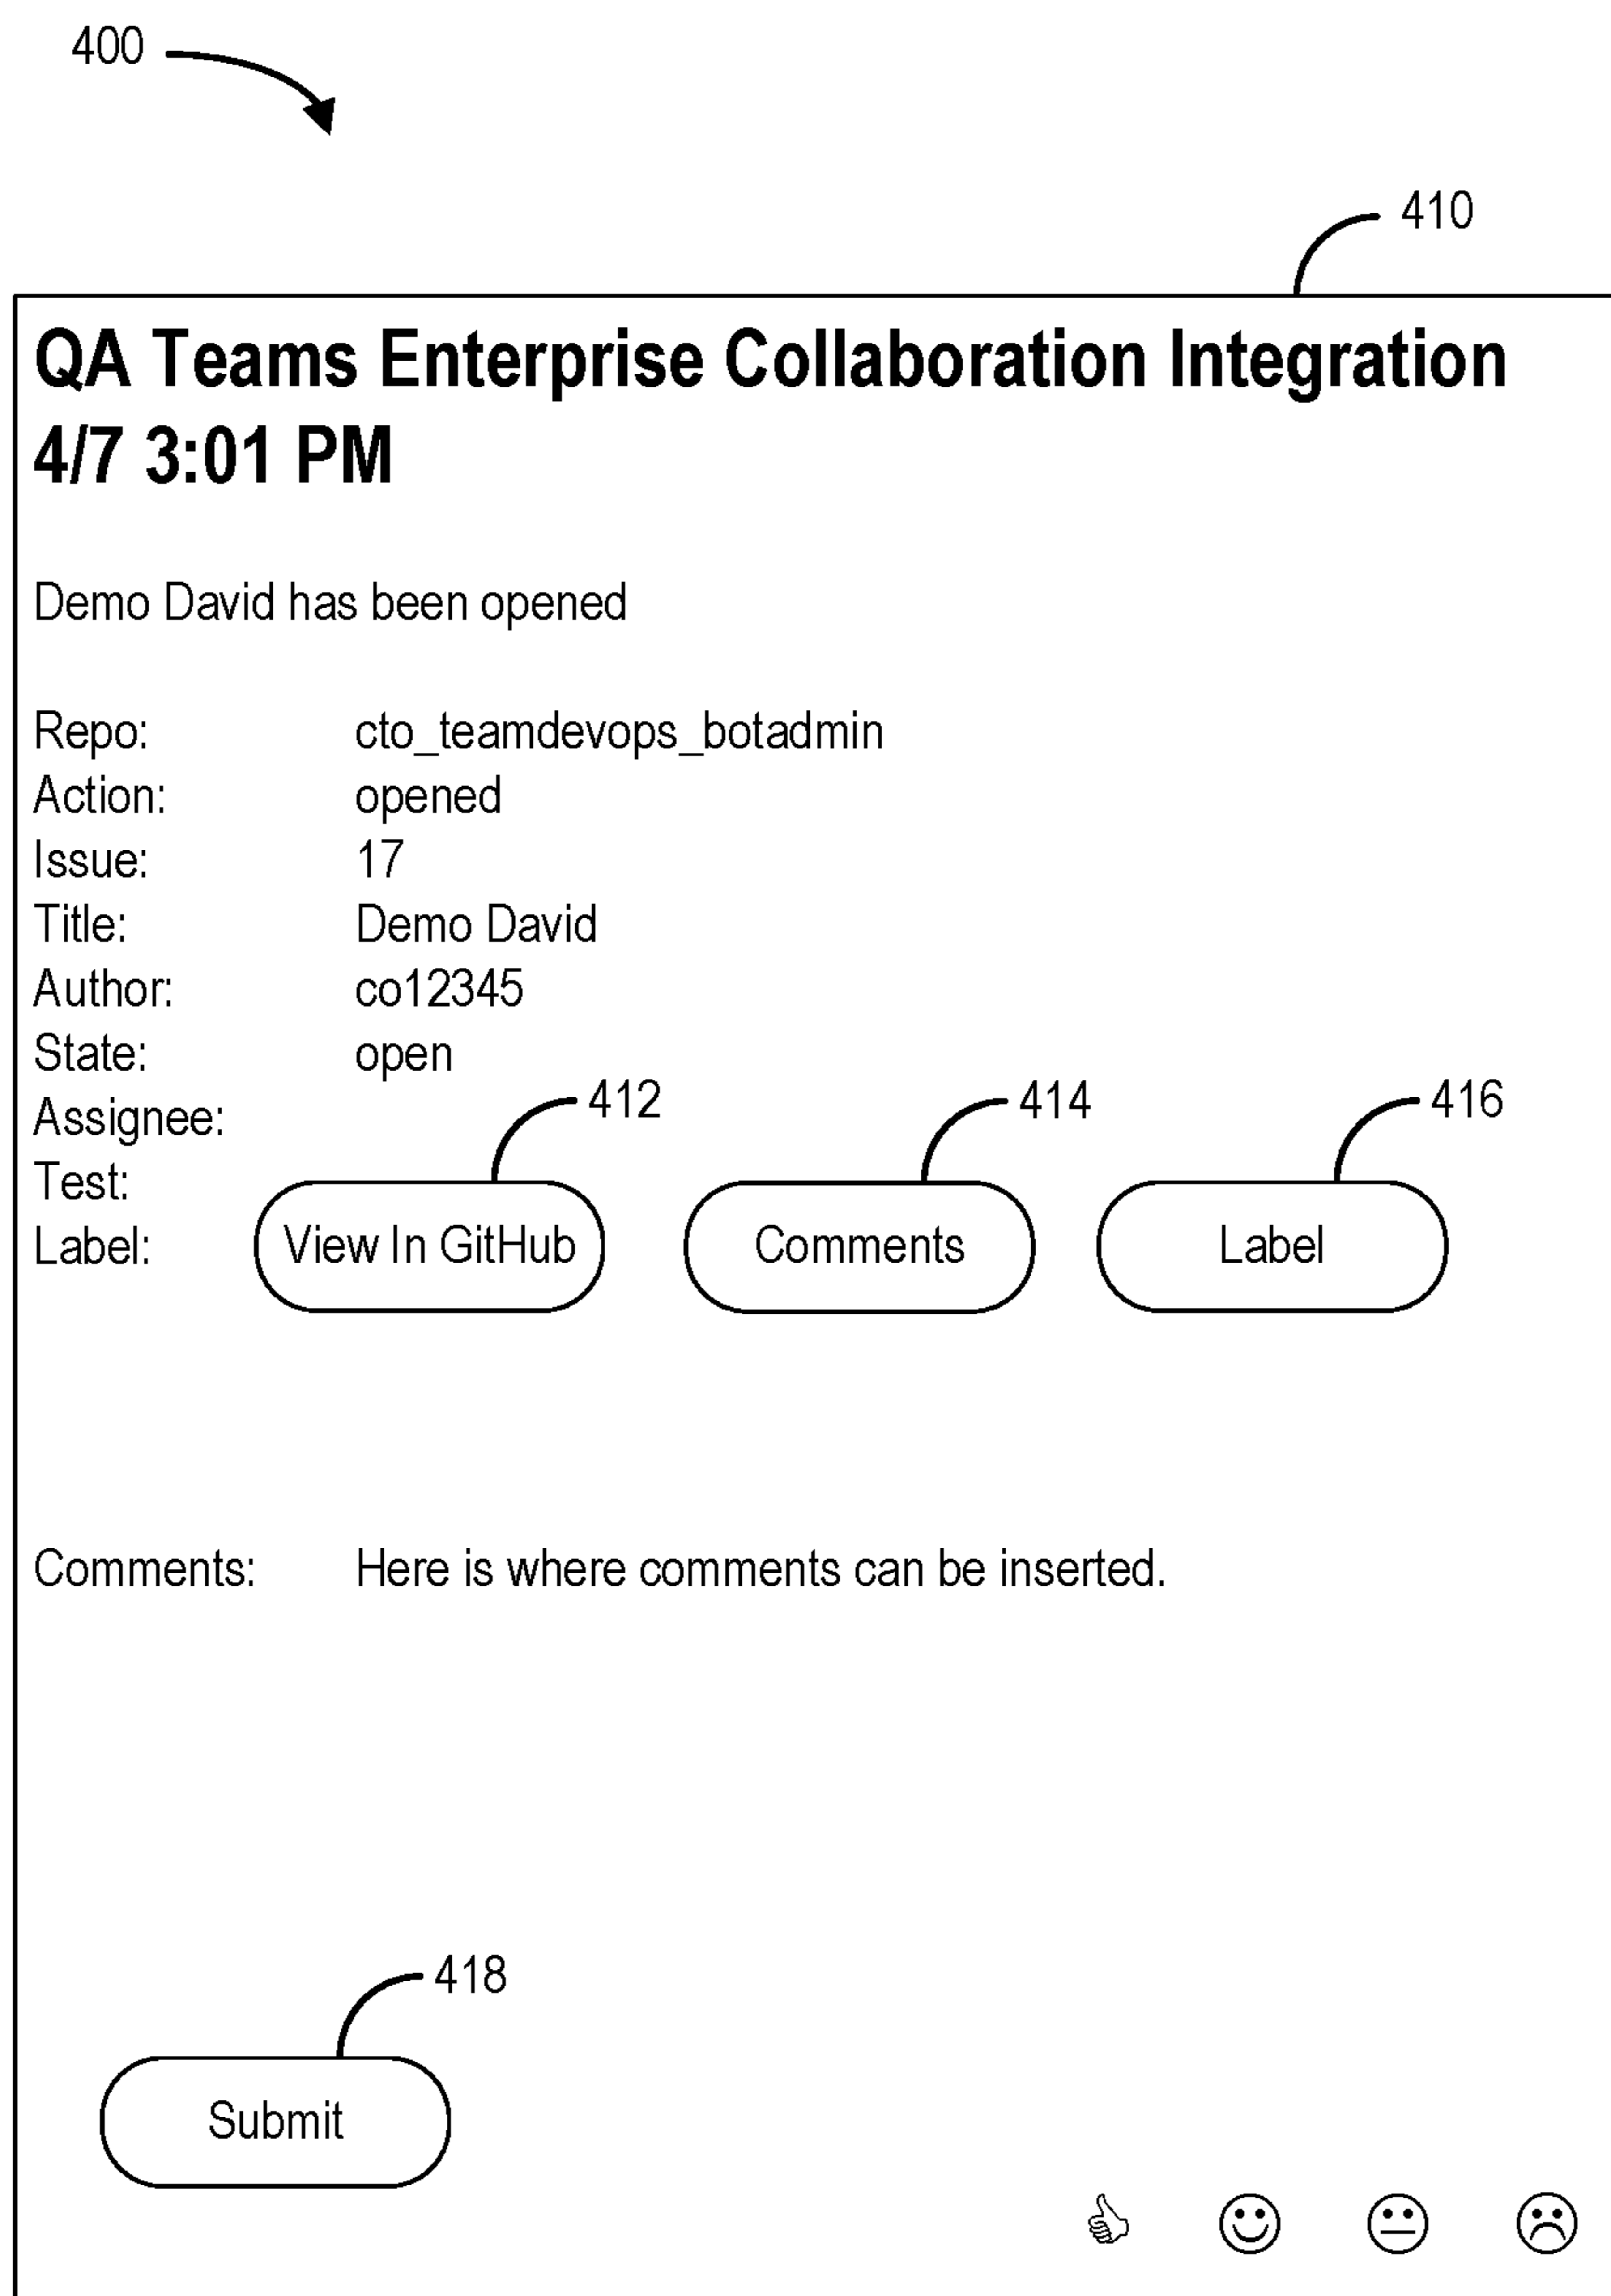 400
410
QA Teams Enterprise Collaboration Integration
4/7 3:01 PM
Demo David has been opened
Repo: cto_teamdevops_botadmin
Action: opened
Issue: 17
Title: Demo David
Author: co12345
State: open
Assignee: 412 414 416
Test:
Label: View In GitHub Comments Label
Comments: Here is where comments can be inserted.
418
Submit